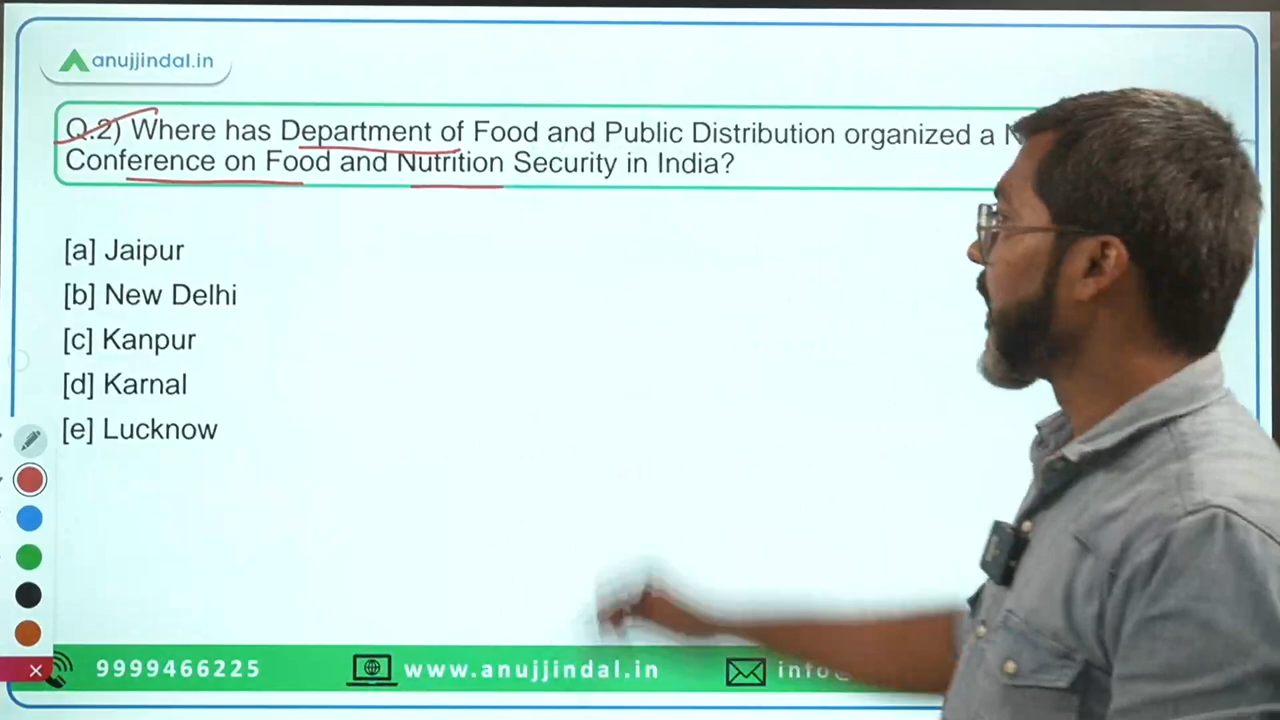 anujjindal.in
Q.2) Where has Department of Food and Public Distribution organized a
Conference on Food and Nutrition Security in India?
[a] Jaipur
[b] New Delhi
[c] Kanpur
[d] Karnal
[e] Lucknow
9999466225
www.anujjindal.in
info@